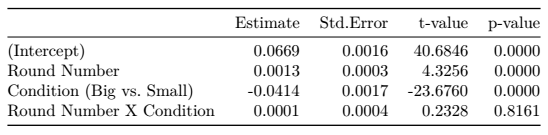 Estimate Std.Error t-value p-value
(Intercept) 0.0669 0.0016 40.6846 0.0000
Round Number 0.0013 0.0003 4.3256 0.0000
Condition (Big vs. Small) -0.0414 0.0017 -23.6760 0.0000
Round Number X Condition 0.0001 0.0004 0.2328 0.8161